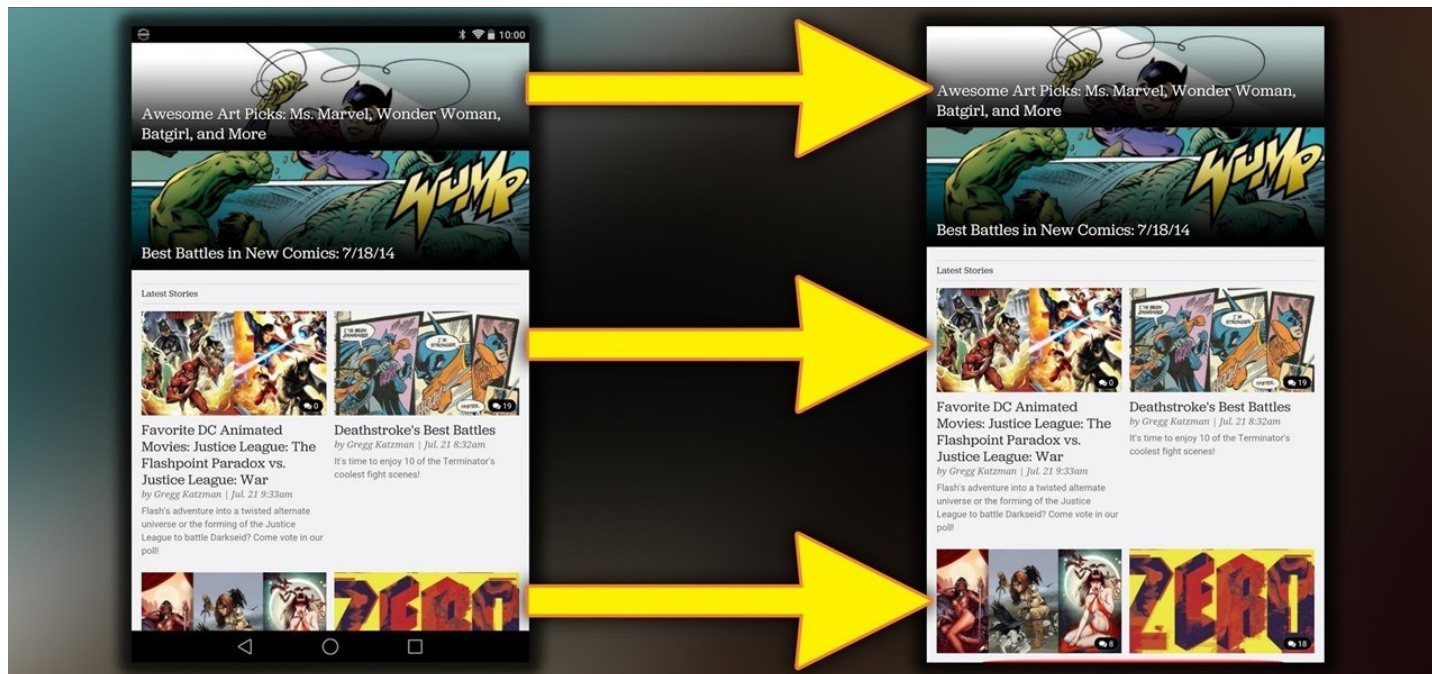 10:00
Awesome Art Picks: Ms. Marvel, Wonder Woman,
Batgirl, and More
WUMP
Best Battles in New Comics: 7/18/14
Latest Stories
I'M
STRONGER
FASTER
0
19
Favorite DC Animated
Movies: Justice League: The
Flashpoint Paradox vs.
Justice League: War
by Gregg Katzman | Jul. 21 9:33am
Flash's adventure into a twisted alternate
universe or the forming of the Justice
League to battle Darkseid? Come vote in our
poll!
Deathstroke's Best Battles
by Gregg Katzman | Jul. 21 8:32am
It's time to enjoy 10 of the Terminator's
coolest fight scenes!
ZERO
Awesome Art Picks: Ms. Marvel, Wonder Woman,
Batgirl, and More
WUMP
Best Battles in New Comics: 7/18/14
Latest Stories
I'M
STRONGER
FASTER
0
19
Favorite DC Animated
Movies: Justice League: The
Flashpoint Paradox vs.
Justice League: War
by Gregg Katzman | Jul. 21 9:33am
Flash's adventure into a twisted alternate
universe or the forming of the Justice
League to battle Darkseid? Come vote in our
poll!
Deathstroke's Best Battles
by Gregg Katzman | Jul. 21 8:32am
It's time to enjoy 10 of the Terminator's
coolest fight scenes!
ZERO
8
18